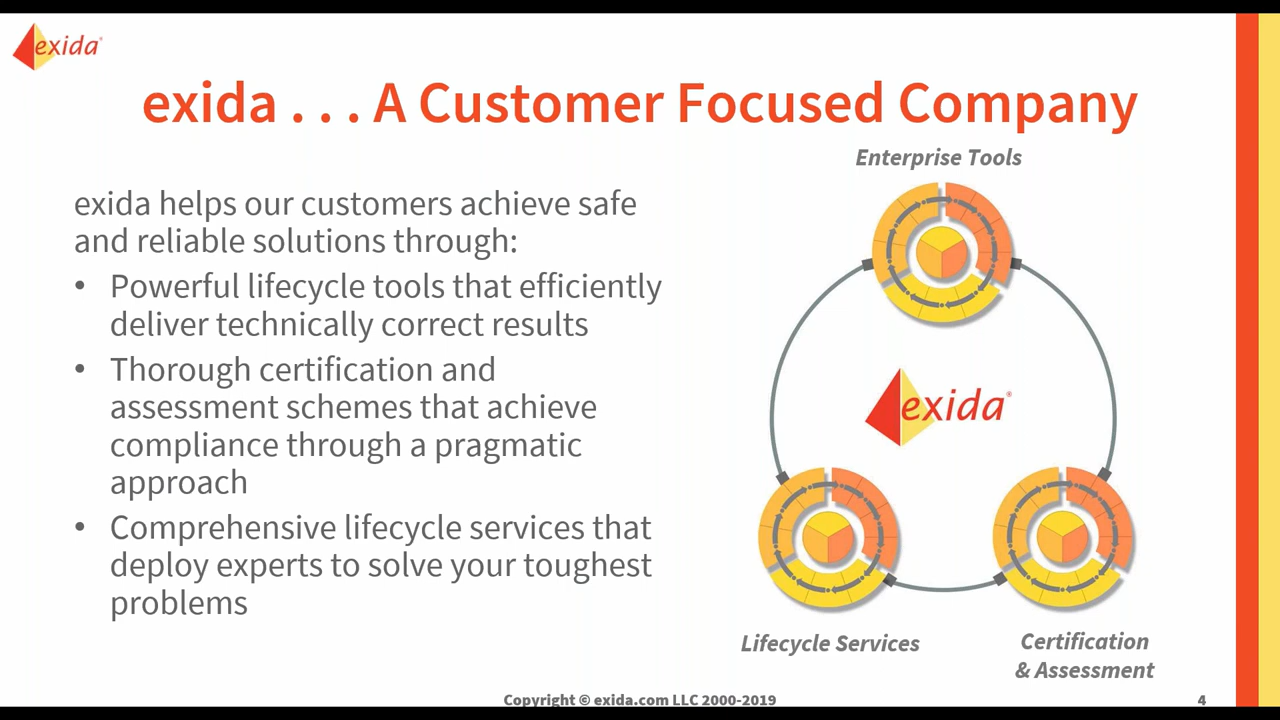 exida®
exida . . . A Customer Focused Company
exida helps our customers achieve safe
and reliable solutions through:
• Powerful lifecycle tools that efficiently
deliver technically correct results
• Thorough certification and
assessment schemes that achieve
compliance through a pragmatic
approach
• Comprehensive lifecycle services that
deploy experts to solve your toughest
problems
Enterprise Tools
exida®
Lifecycle Services
Certification
& Assessment
Copyright © exida.com LLC 2000-2019
4